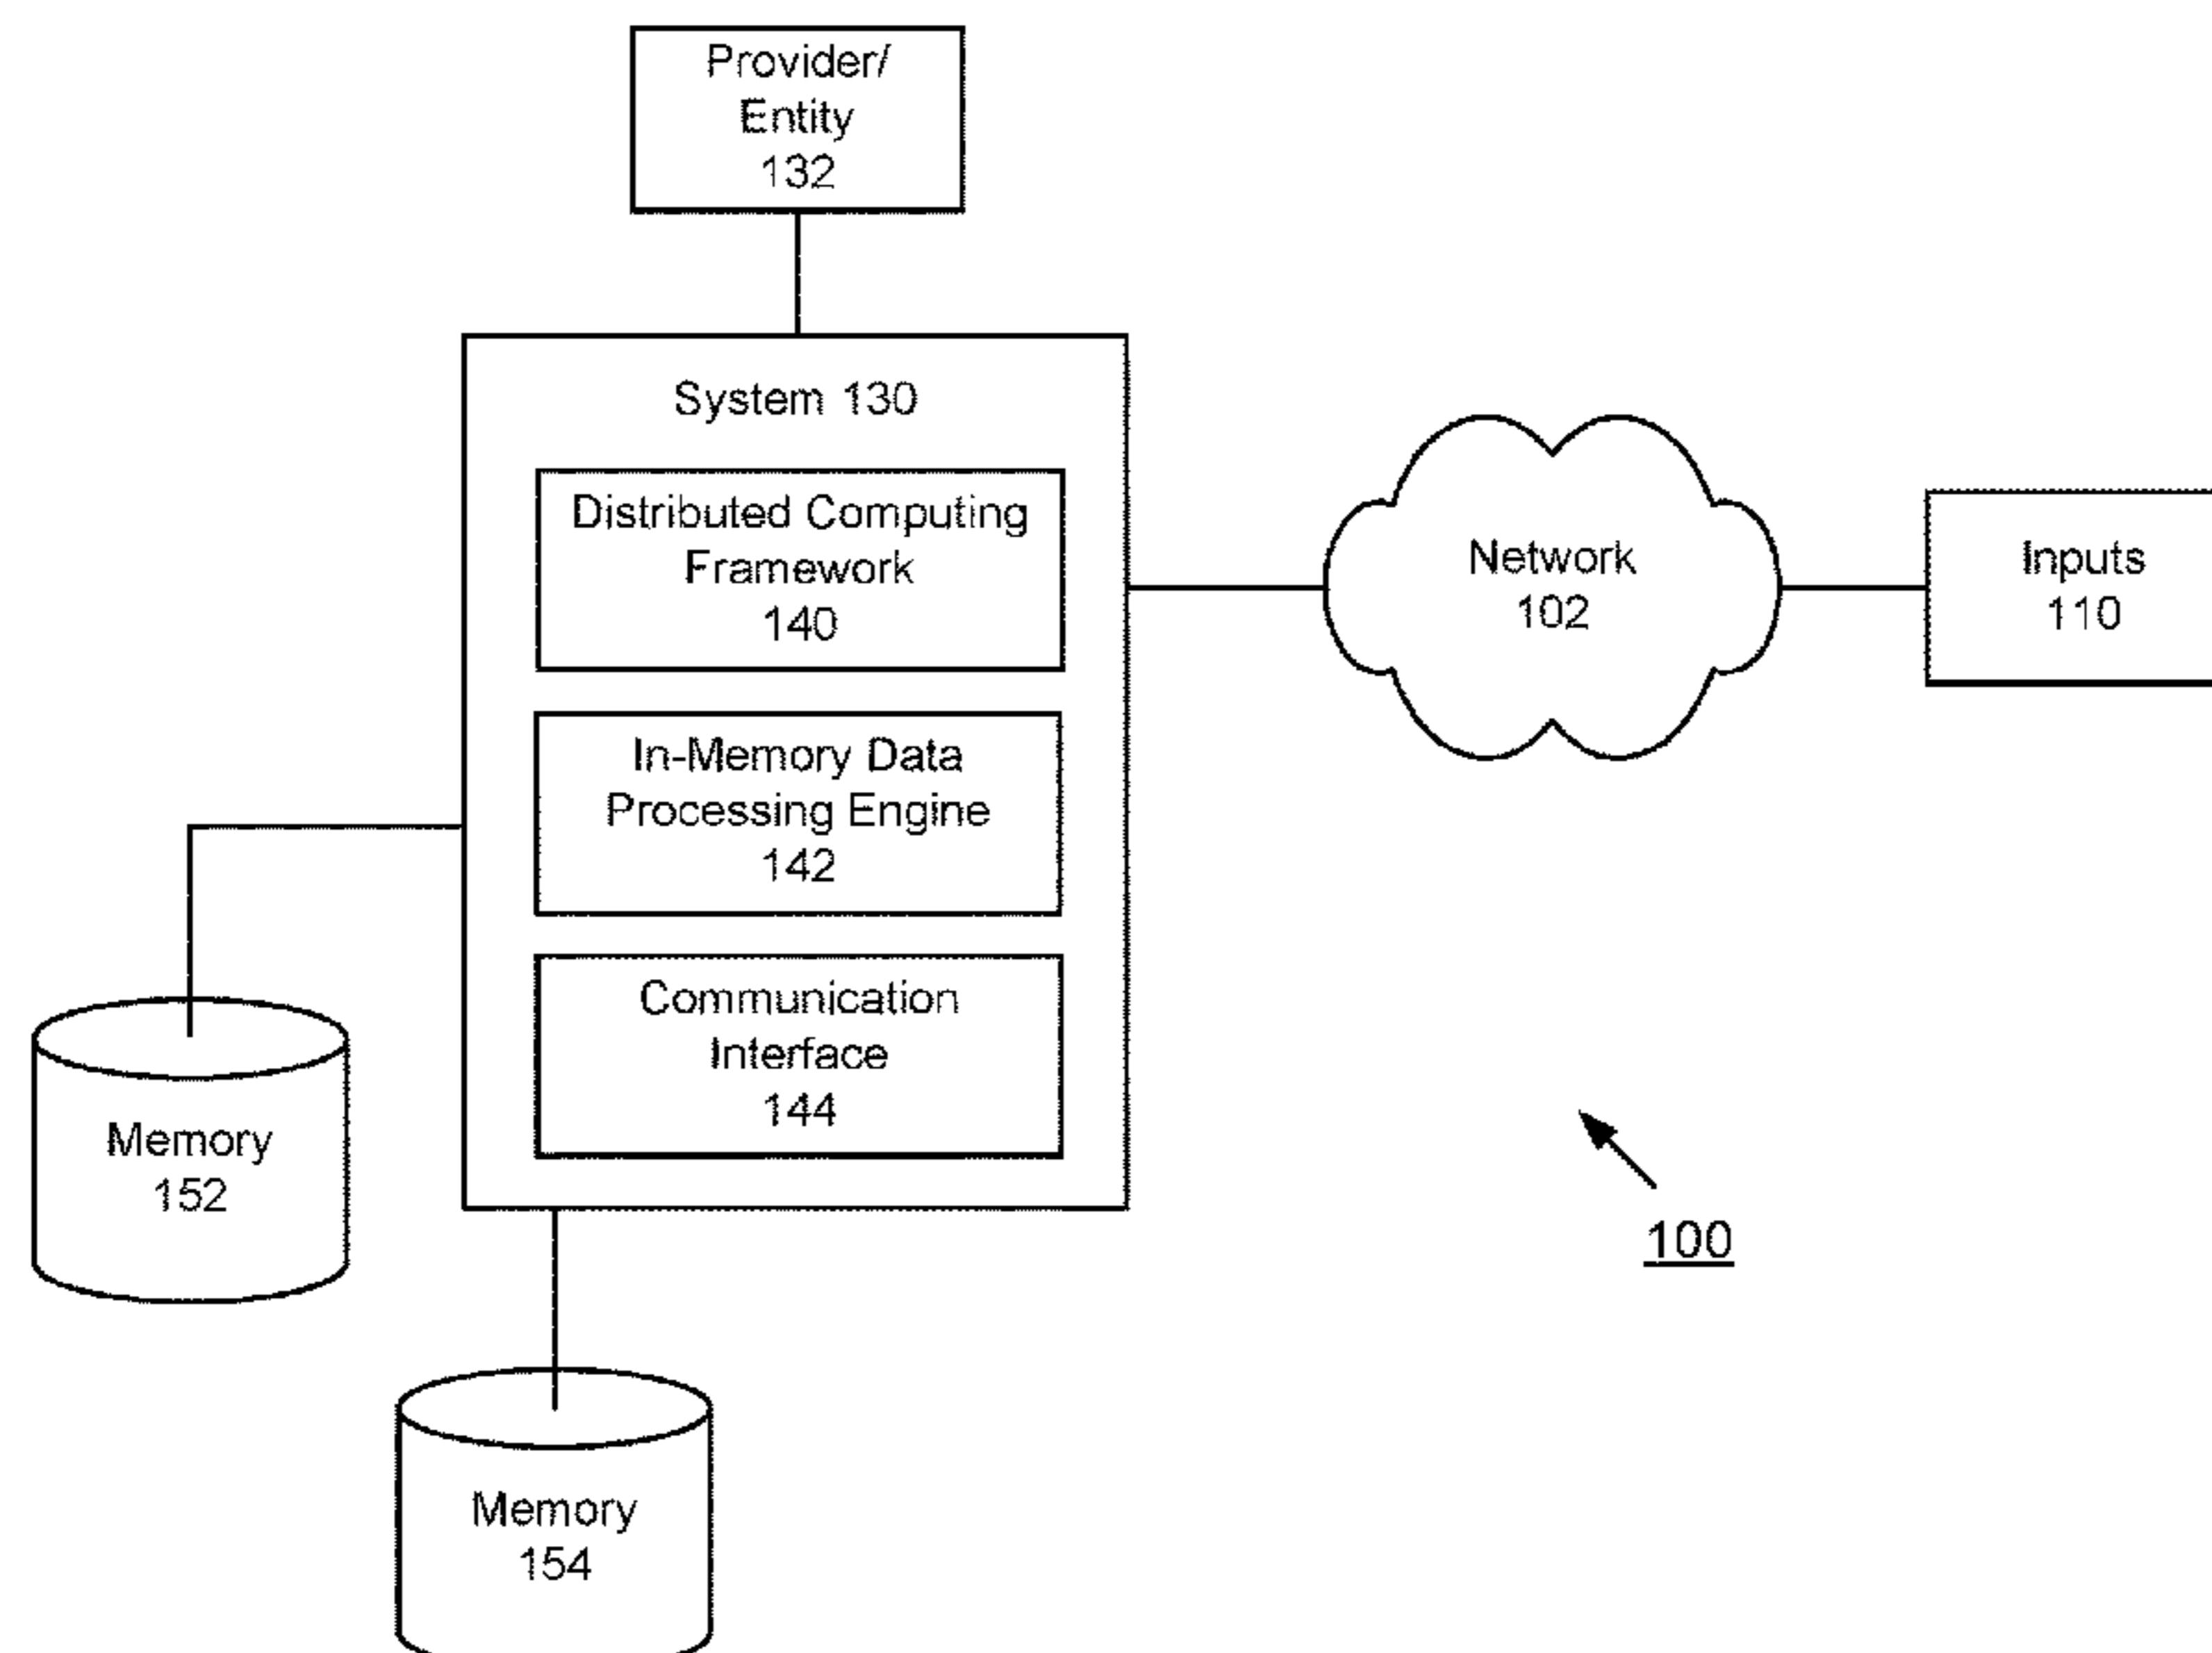 Provider/
Entity
132
System 130
Distributed Computing
Framework
140
In-Memory Data
Processing Engine
142
Communication
Interface
144
Network
102
Inputs
110
Memory
152
Memory
154
100